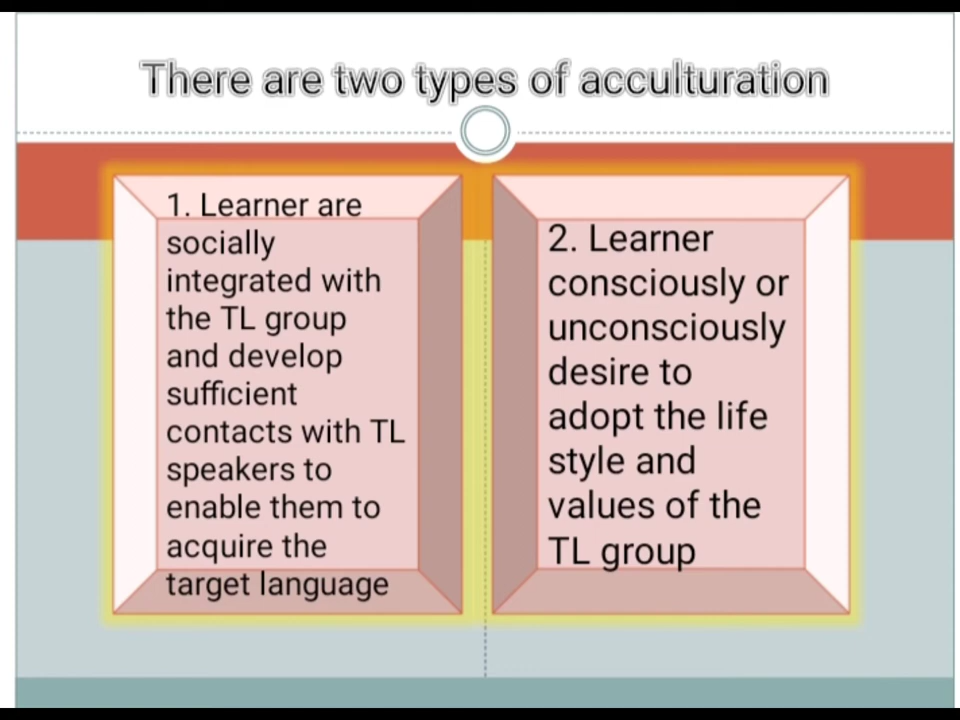 There are two types of acculturation
1. Learner are
socially
integrated with
the TL group
and develop
sufficient
contacts with TL
speakers to
enable them to
acquire the
target language
2. Learner
consciously or
unconsciously
desire to
adopt the life
style and
values of the
TL group